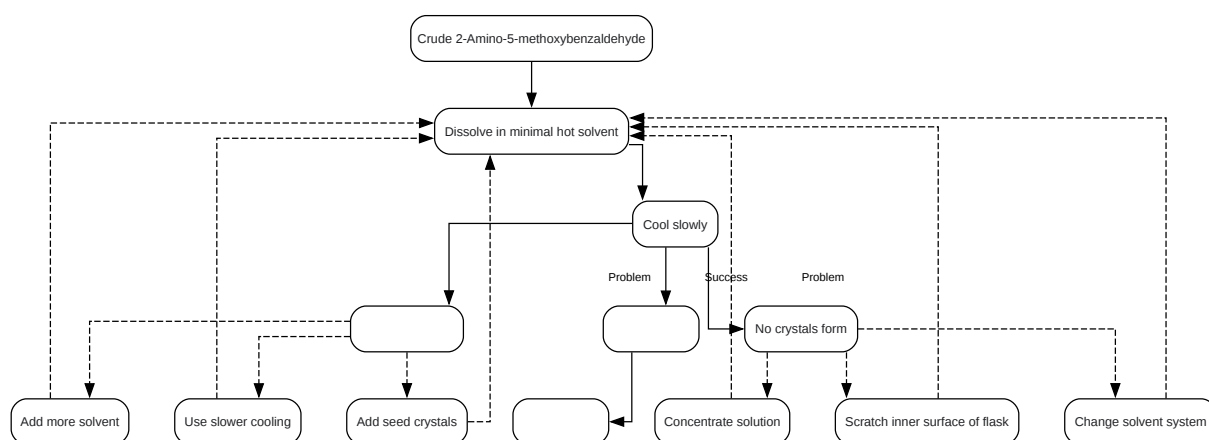 Crude 2-Amino-5-methoxybenzaldehyde
Dissolve in minimal hot solvent
Cool slowly
Problem
Success
Problem
No crystals form
Add more solvent
Use slower cooling
Add seed crystals
Concentrate solution
Scratch inner surface of flask
Change solvent system